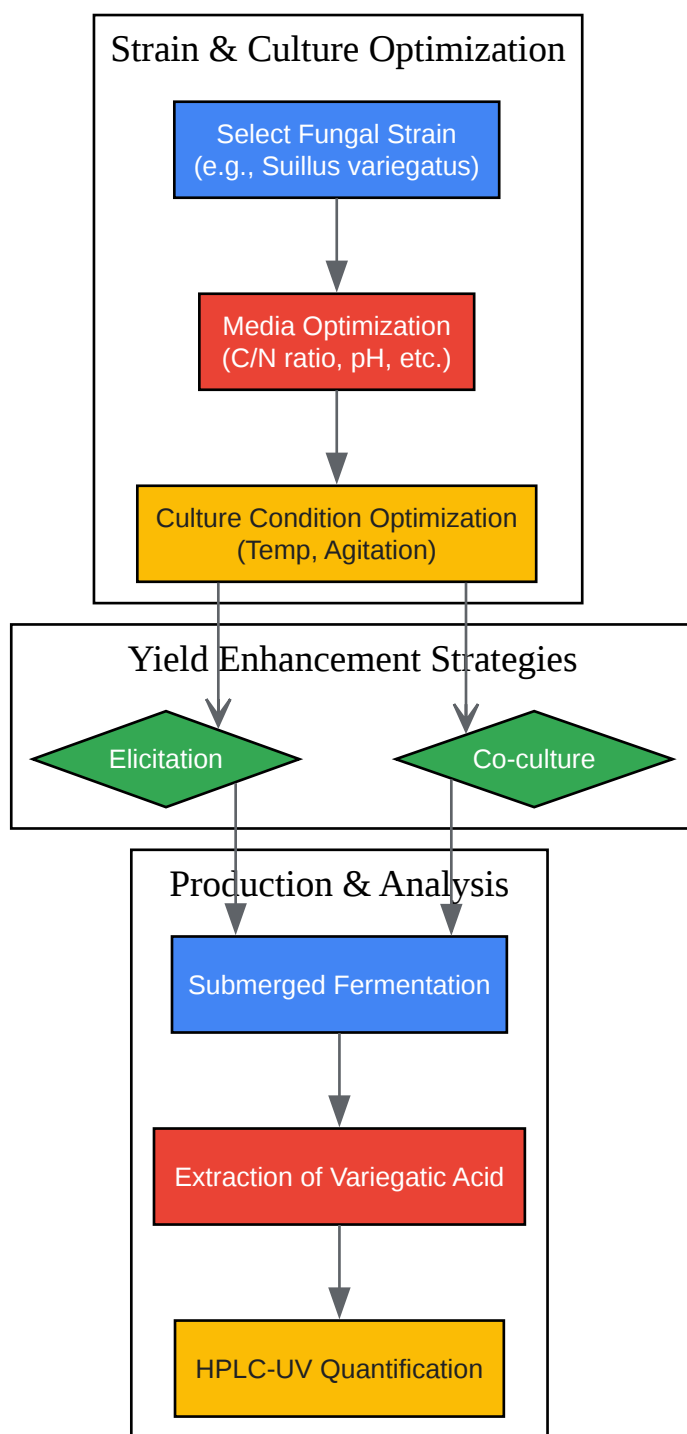 Strain & Culture Optimization
Select Fungal Strain
(e.g., Suillus variegatus)
Media Optimization
(C/N ratio, pH, etc.)
Culture Condition Optimization
(Temp, Agitation)
Yield Enhancement Strategies
Elicitation
Co-culture
Production & Analysis
Submerged Fermentation
Extraction of Variegatic Acid
HPLC-UV Quantification